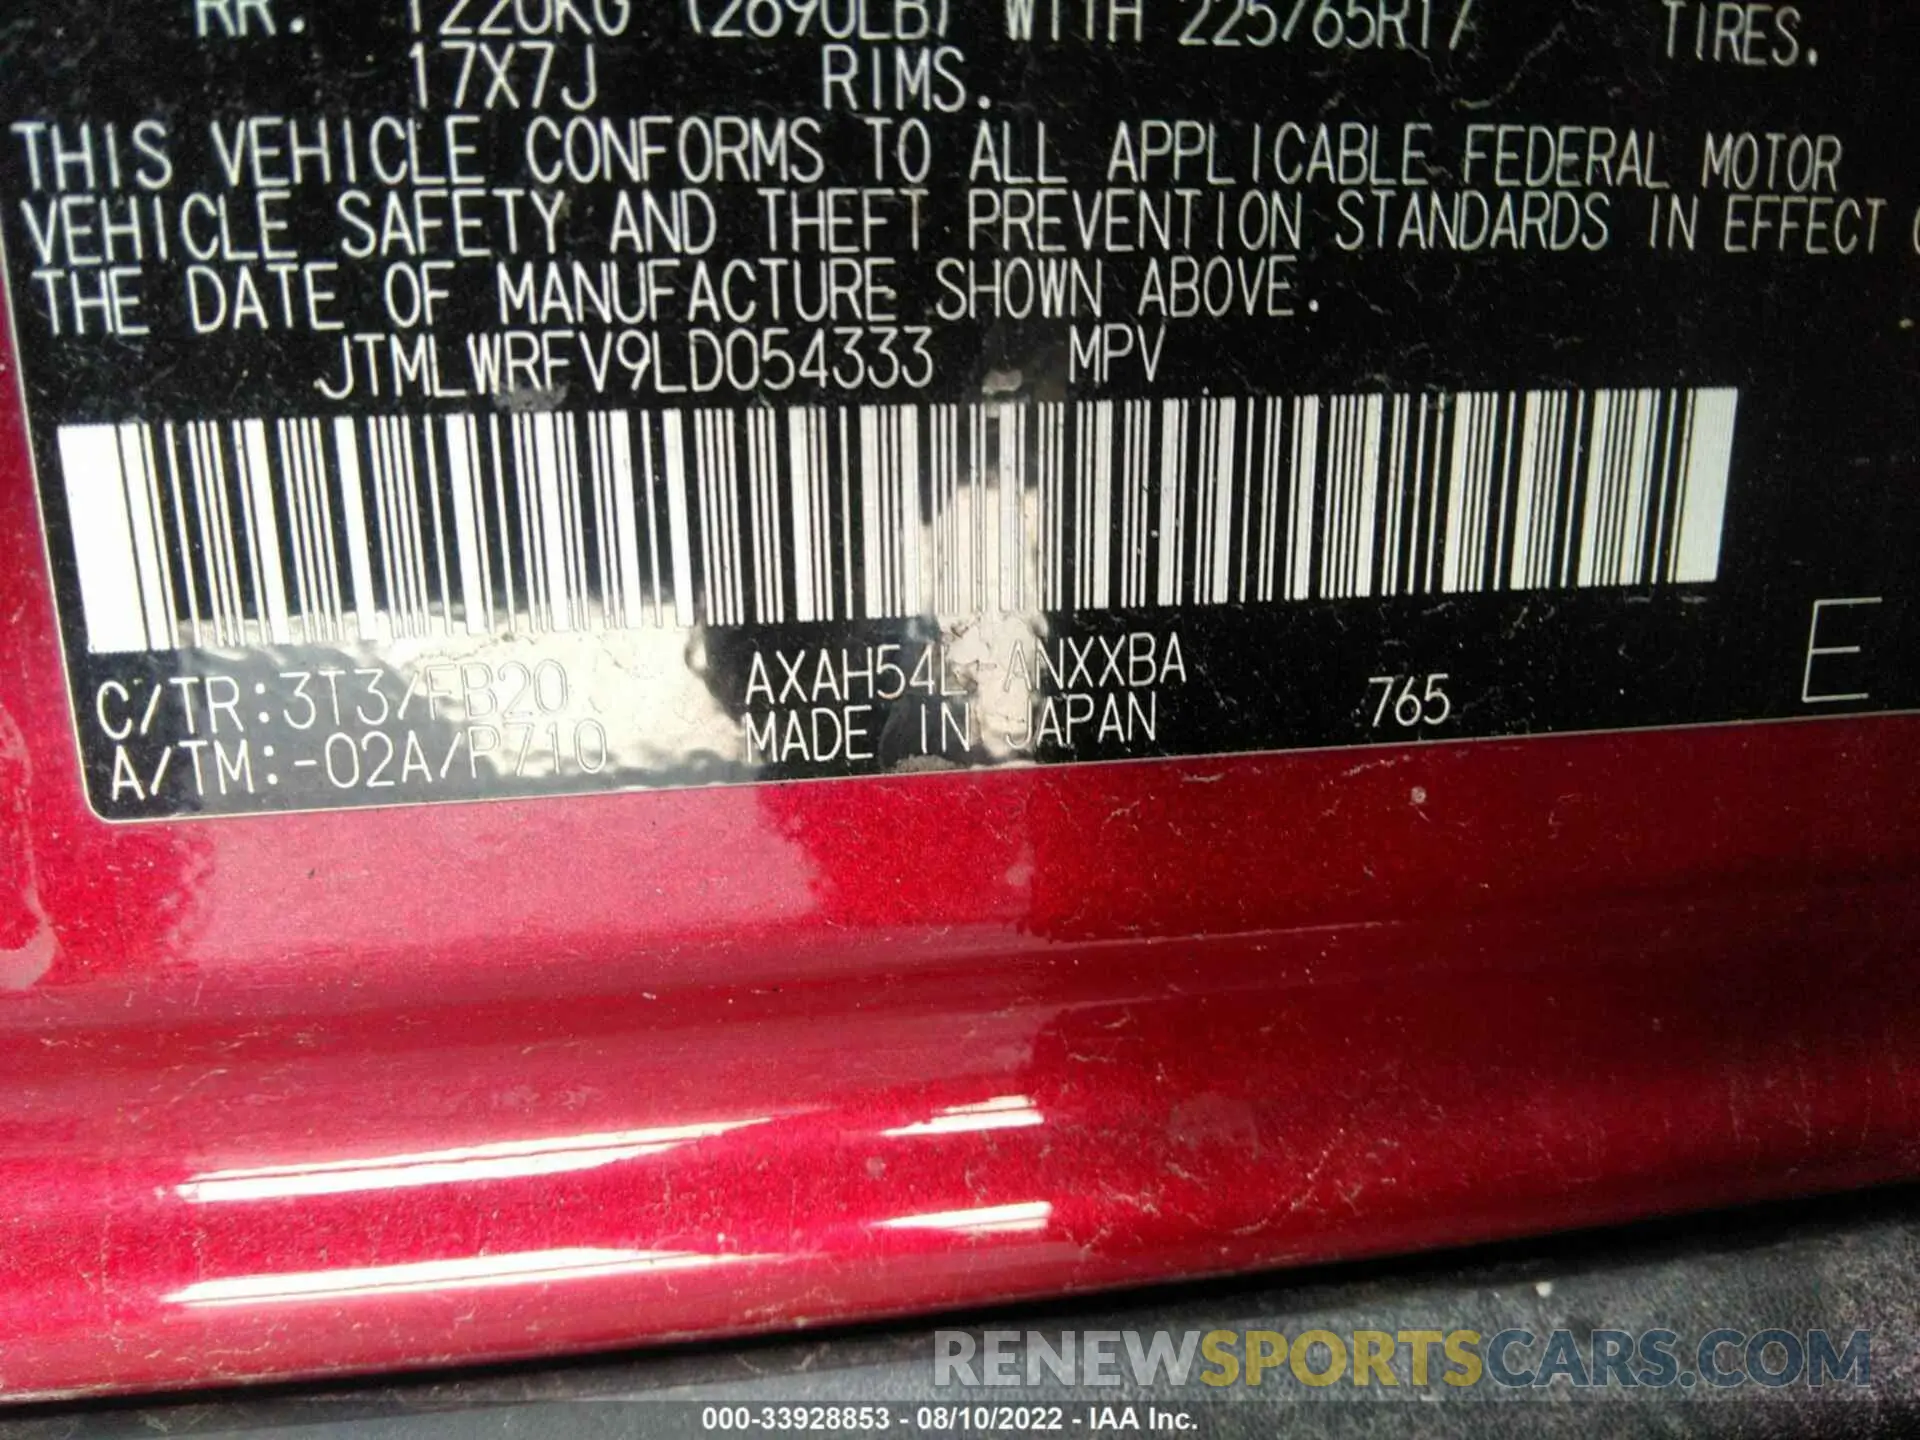 RR. 1220KG (2690LB) WITH 225/65R17 TIRES.
17X7J RIMS.
THIS VEHICLE CONFORMS TO ALL APPLICABLE FEDERAL MOTOR
VEHICLE SAFETY AND THEFT PREVENTION STANDARDS IN EFFECT
THE DATE OF MANUFACTURE SHOWN ABOVE.
JTMLWRFV9LD054333 MPV
C/TR:3T3/FB20 AXAH54L-ANXXBA
A/TM:-02A/P710 MADE IN JAPAN 765 E
RENEWSPORTSCARS.COM
000-33928853 - 08/10/2022 - IAA Inc.